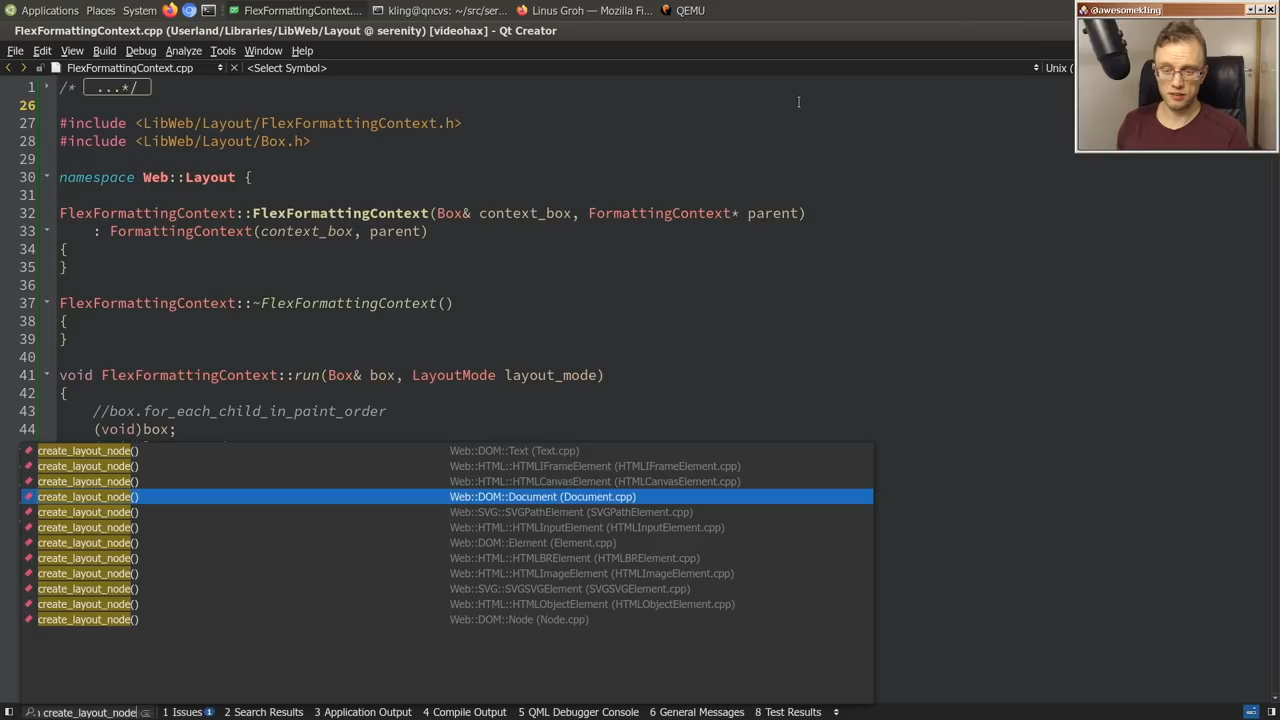 Applications Places System FlexFormattingContext.... kling@qncvs: ~/src/ser... Linus Groh — Mozilla Fi... QEMU
FlexFormattingContext.cpp (Userland/Libraries/LibWeb/Layout @ serenity) [videohax] - Qt Creator
@awesomekling
File Edit View Build Debug Analyze Tools Window Help
FlexFormattingContext.cpp <Select Symbol> Unix (
1 /* ...*/
26
27 #include <LibWeb/Layout/FlexFormattingContext.h>
28 #include <LibWeb/Layout/Box.h>
29
30 namespace Web::Layout {
31
32 FlexFormattingContext::FlexFormattingContext(Box& context_box, FormattingContext* parent)
33 : FormattingContext(context_box, parent)
34 {
35 }
36
37 FlexFormattingContext::~FlexFormattingContext()
38 {
39 }
40
41 void FlexFormattingContext::run(Box& box, LayoutMode layout_mode)
42 {
43 //box.for_each_child_in_paint_order
44 (void)box;
create_layout_node() Web::DOM::Text (Text.cpp)
create_layout_node() Web::HTML::HTMLIFrameElement (HTMLIFrameElement.cpp)
create_layout_node() Web::HTML::HTMLCanvasElement (HTMLCanvasElement.cpp)
create_layout_node() Web::DOM::Document (Document.cpp)
create_layout_node() Web::SVG::SVGPathElement (SVGPathElement.cpp)
create_layout_node() Web::HTML::HTMLInputElement (HTMLInputElement.cpp)
create_layout_node() Web::DOM::Element (Element.cpp)
create_layout_node() Web::HTML::HTMLBRElement (HTMLBRElement.cpp)
create_layout_node() Web::HTML::HTMLImageElement (HTMLImageElement.cpp)
create_layout_node() Web::SVG::SVGSVGElement (SVGSVGElement.cpp)
create_layout_node() Web::HTML::HTMLObjectElement (HTMLObjectElement.cpp)
create_layout_node() Web::DOM::Node (Node.cpp)
create_layout_node 1 Issues 1 2 Search Results 3 Application Output 4 Compile Output 5 QML Debugger Console 6 General Messages 8 Test Results